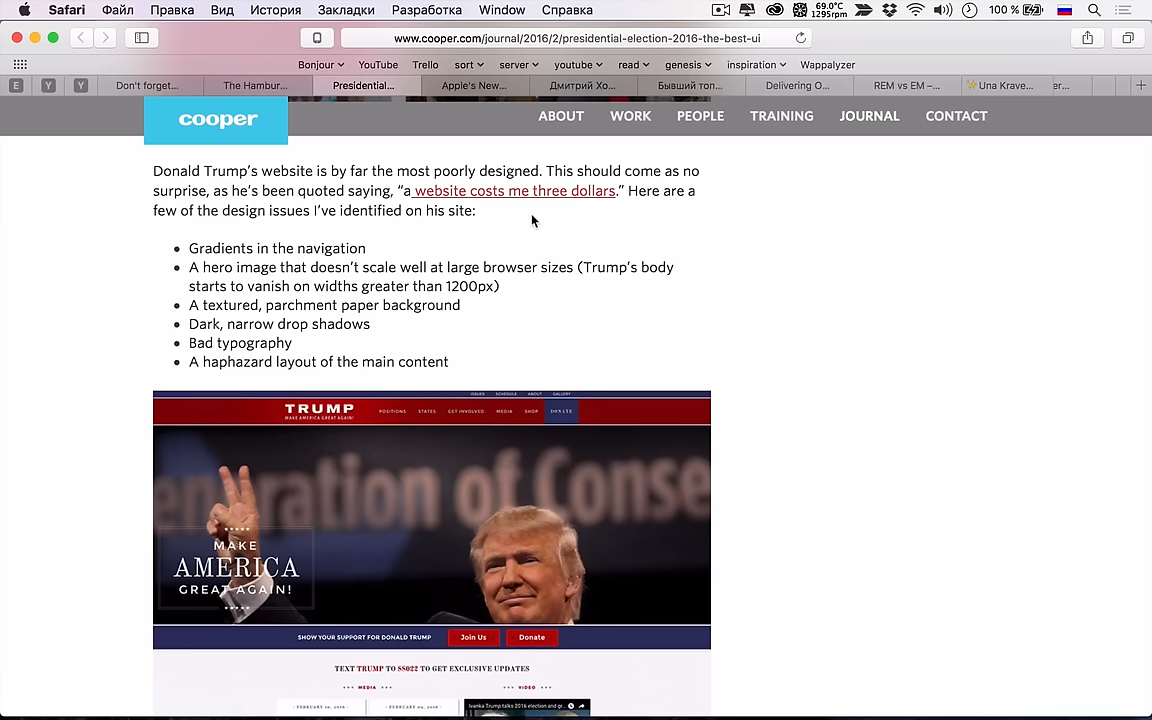 Safari Файл Правка Вид История Закладки Разработка Window Справка 69.0°C 1295rpm 100 %
www.cooper.com/journal/2016/2/presidential-election-2016-the-best-ui
Bonjour YouTube Trello sort server youtube read genesis inspiration Wappalyzer
E Y Y Don't forget... The Hambur... Presidential... Apple's New... Дмитрий Хо... Бывший топ... Delivering O... REM vs EM –... Una Krave... er...
cooper ABOUT WORK PEOPLE TRAINING JOURNAL CONTACT
Donald Trump's website is by far the most poorly designed. This should come as no
surprise, as he's been quoted saying, “a website costs me three dollars.” Here are a
few of the design issues I've identified on his site:
• Gradients in the navigation
• A hero image that doesn't scale well at large browser sizes (Trump's body
starts to vanish on widths greater than 1200px)
• A textured, parchment paper background
• Dark, narrow drop shadows
• Bad typography
• A haphazard layout of the main content
ISSUES SCHEDULE ABOUT GALLERY
TRUMP POSITIONS STATES GET INVOLVED MEDIA SHOP DONATE
MAKE AMERICA GREAT AGAIN!
eneration of Conse
MAKE
AMERICA
GREAT AGAIN!
SHOW YOUR SUPPORT FOR DONALD TRUMP Join Us Donate
TEXT TRUMP TO 88022 TO GET EXCLUSIVE UPDATES
MEDIA VIDEO
Ivanka Trump talks 2016 election and gr...